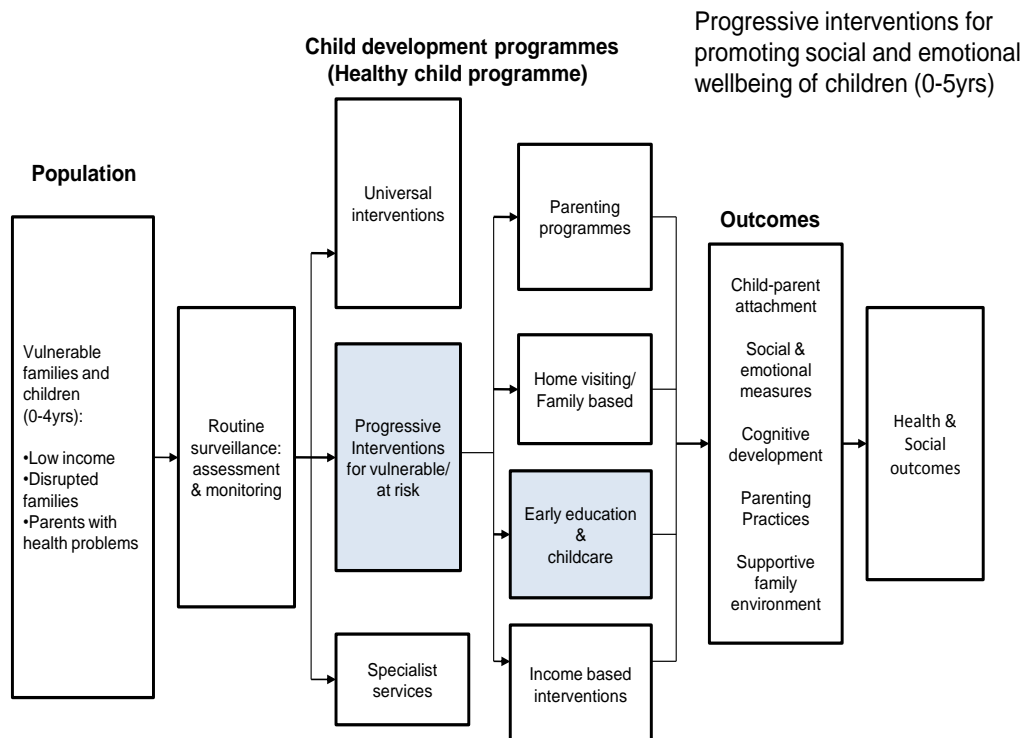 Progressive interventions for
promoting social and emotional
wellbeing of children (0-5yrs)
Child development programmes
(Healthy child programme)
Population
Vulnerable
families and
children
(0-4yrs):
•Low income
•Disrupted
families
•Parents with
health problems
Routine
surveillance:
assessment
& monitoring
Universal
interventions
Progressive
Interventions
for vulnerable/
at risk
Specialist
services
Parenting
programmes
Home visiting/
Family based
Early education
&
childcare
Income based
interventions
Outcomes
Child-parent
attachment
Social &
emotional
measures
Cognitive
development
Parenting
Practices
Supportive
family
environment
Health &
Social
outcomes